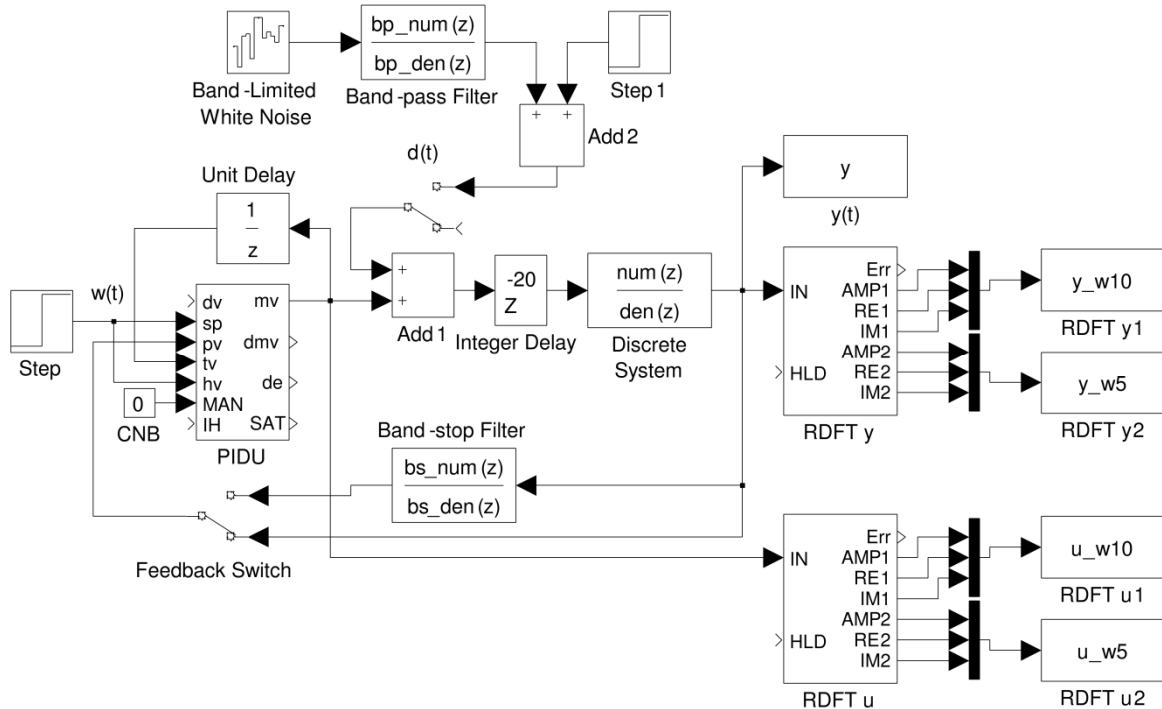 bp_num(z)
bp_den(z)
Band-Limited
White Noise
Band-pass Filter
Step 1
+ +
Add 2
d(t)
Unit Delay
1
z
y
y(t)
w(t)
Step
dv
sp
pv
tv
hv
MAN
IH
mv
dmv
de
SAT
PIDU
0
CNB
+
+
Add 1
-20
Z
Integer Delay
num(z)
den(z)
Discrete
System
IN
HLD
Err
AMP1
RE1
IM1
AMP2
RE2
IM2
RDFT y
y_w10
RDFT y1
y_w5
RDFT y2
Band-stop Filter
bs_num(z)
bs_den(z)
Feedback Switch
IN
HLD
Err
AMP1
RE1
IM1
AMP2
RE2
IM2
RDFT u
u_w10
RDFT u1
u_w5
RDFT u2